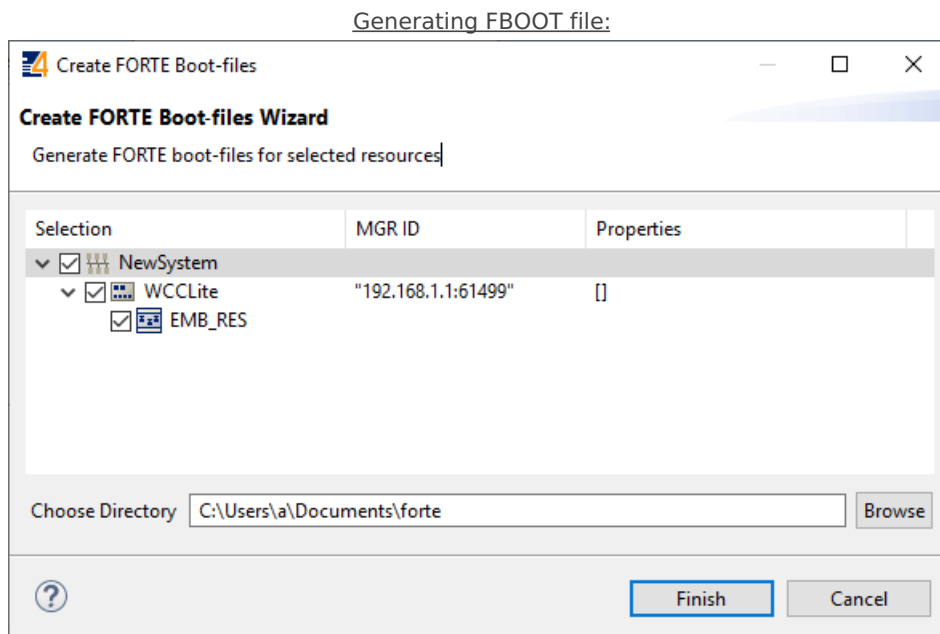 Generating FBOOT file:
Create FORTE Boot-files
Create FORTE Boot-files Wizard
Generate FORTE boot-files for selected resources
Selection MGR ID Properties
NewSystem
WCCLite "192.168.1.1:61499" []
EMB_RES
Choose Directory C:\Users\a\Documents\forte Browse
Finish Cancel